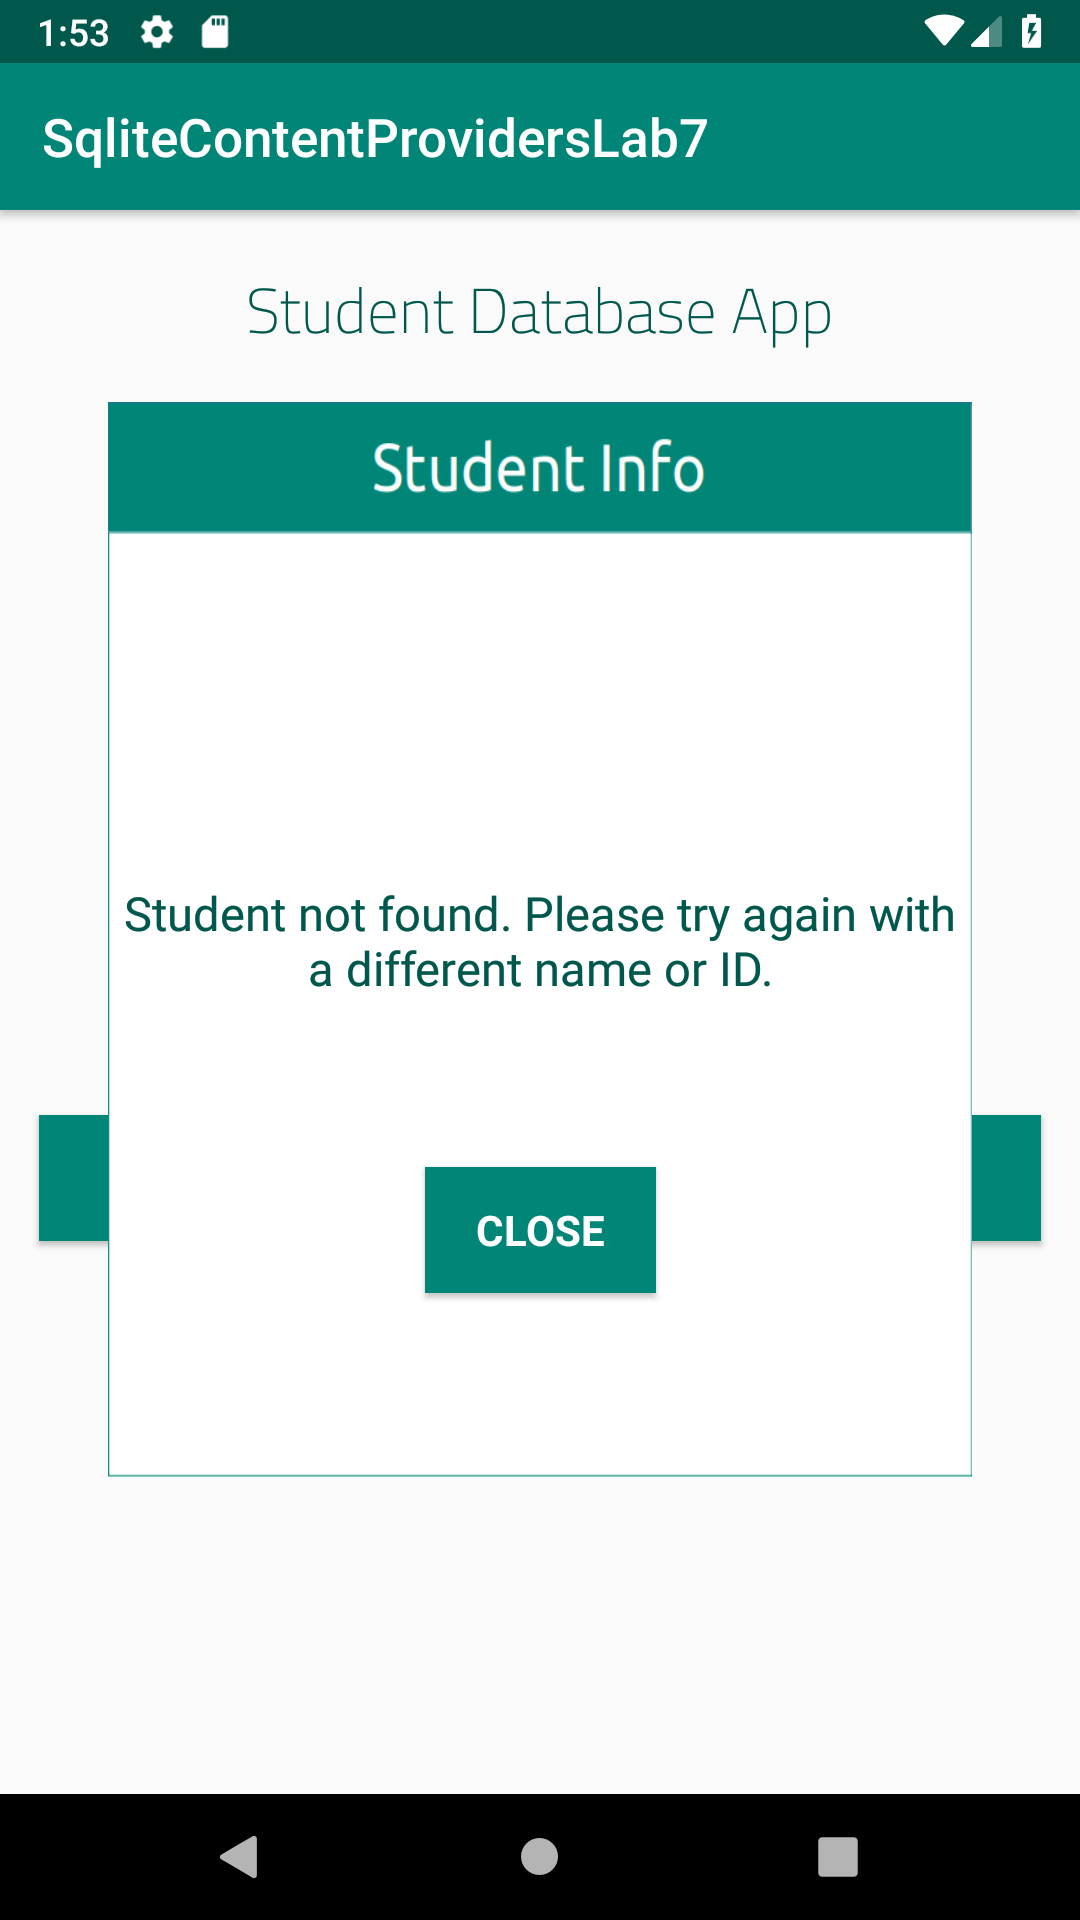 1:53
SqliteContentProvidersLab7
Student Database App
Student Info
Student not found. Please try again with
a different name or ID.
CLOSE